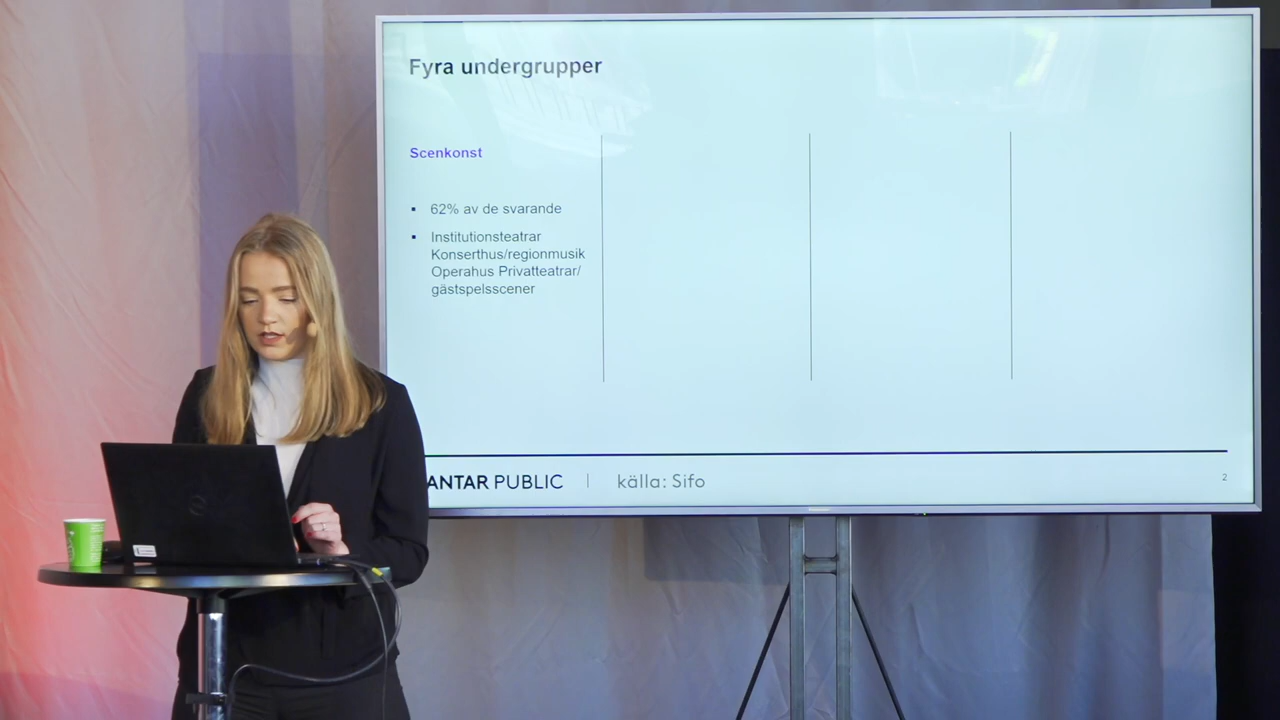 Fyra undergrupper
Scenkonst
▪ 62% av de svarande
▪ Institutionsteatrar
Konserthus/regionmusik
Operahus Privatteatrar/
gästspelsscener
ANTAR PUBLIC | källa: Sifo
2